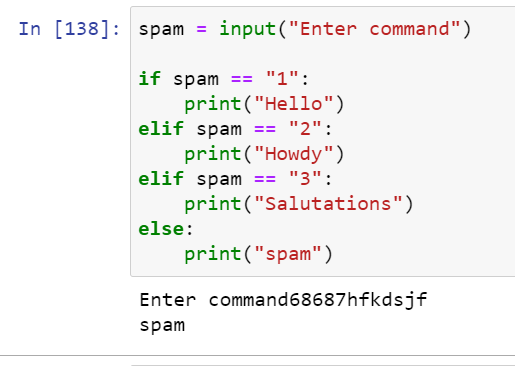 In [138]: spam = input("Enter command")
if spam == "1":
    print("Hello")
elif spam == "2":
    print("Howdy")
elif spam == "3":
    print("Salutations")
else:
    print("spam")
Enter command68687hfkdsjf
spam